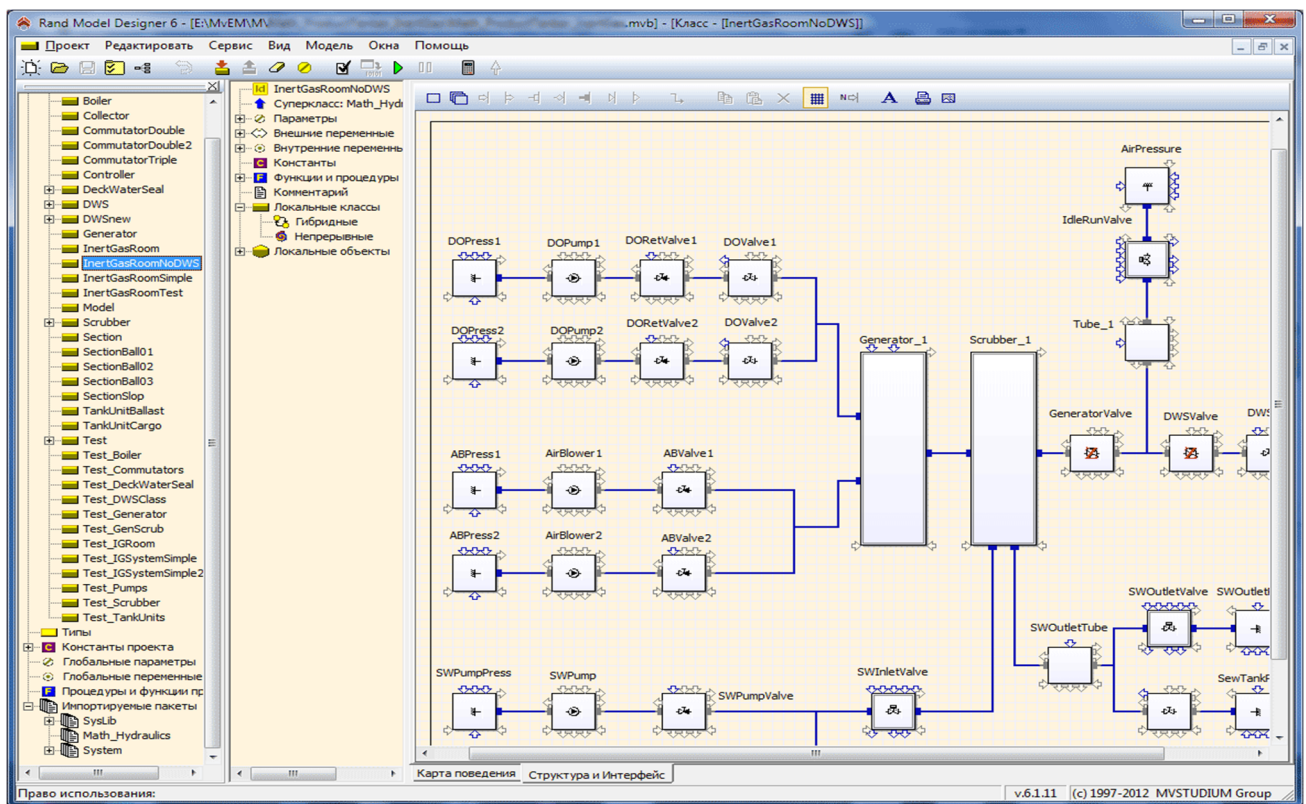 Rand Model Designer 6 - [E:\MvEM\MV .mvb] - [Класс - [InertGasRoomNoDWS]]
Проект Редактировать Сервис Вид Модель Окна Помощь
Boiler
Collector
CommutatorDouble
CommutatorDouble2
CommutatorTriple
Controller
DeckWaterSeal
DWS
DWSnew
Generator
InertGasRoom
InertGasRoomNoDWS
InertGasRoomSimple
InertGasRoomTest
Model
Scrubber
Section
SectionBall01
SectionBall02
SectionBall03
SectionSlop
TankUnitBallast
TankUnitCargo
Test
Test_Boiler
Test_Commutators
Test_DeckWaterSeal
Test_DWSClass
Test_Generator
Test_GenScrub
Test_IGRoom
Test_IGSystemSimple
Test_IGSystemSimple2
Test_Pumps
Test_Scrubber
Test_TankUnits
Типы
Константы проекта
Глобальные параметры
Глобальные переменные
Процедуры и функции пр
Импортируемые пакеты
SysLib
Math_Hydraulics
System
InertGasRoomNoDWS
Суперкласс: Math_Hydr
Параметры
Внешние переменные
Внутренние переменнь
Константы
Функции и процедуры
Комментарий
Локальные классы
Гибридные
Непрерывные
Локальные объекты
AirPressure
IdleRunValve
DOPress1 DOPump1 DORetValve1 DOValve1
DOPress2 DOPump2 DORetValve2 DOValve2
Tube_1
Generator_1 Scrubber_1
GeneratorValve DWSValve DWS
ABPress1 AirBlower1 ABValve1
ABPress2 AirBlower2 ABValve2
SWOutletValve SWOutletH
SWOutletTube
SWPumpPress SWPump SWPumpValve SWInletValve
SewTankP
Карта поведения Структура и Интерфейс
Право использования: v.6.1.11 (c) 1997-2012 MVSTUDIUM Group